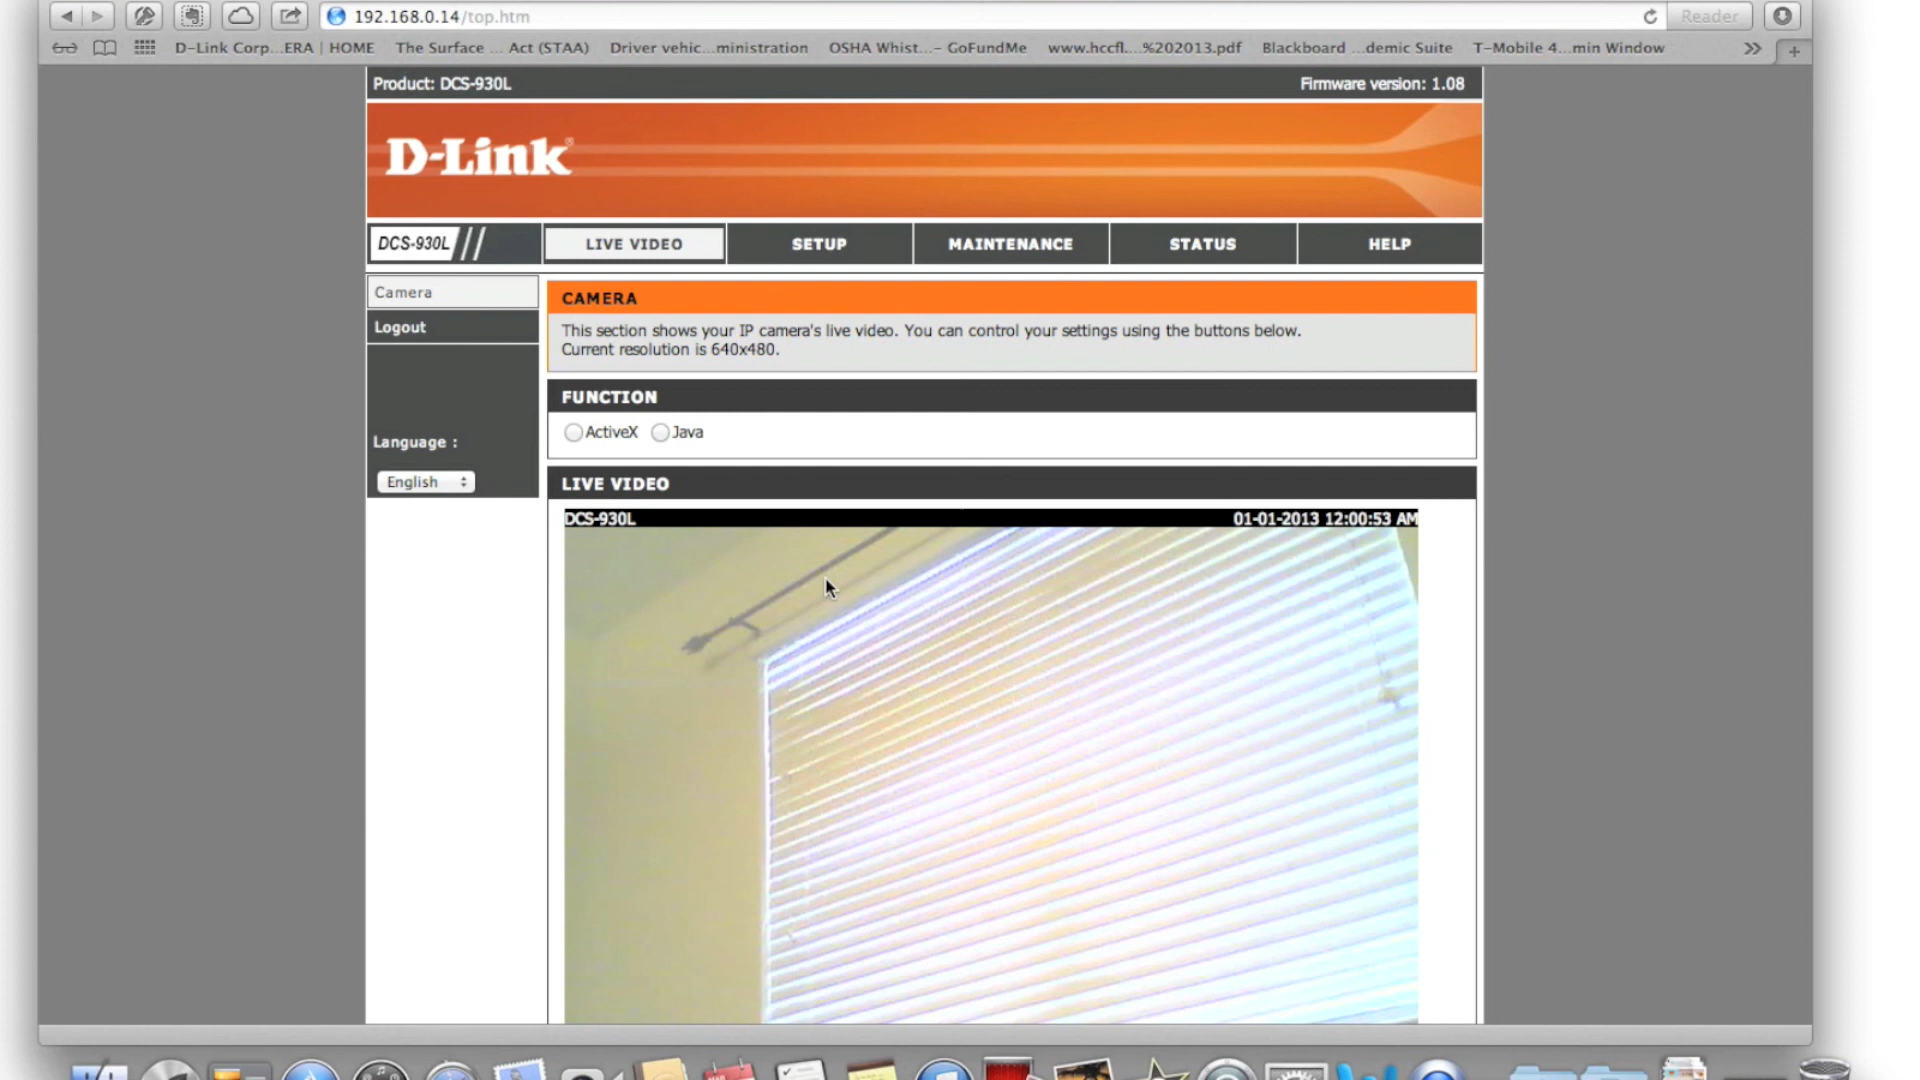 192.168.0.14/top.htm
Reader
D-Link Corp...ERA | HOME The Surface ... Act (STAA) Driver vehic...ministration OSHA Whist...- GoFundMe www.hccfl....%202013.pdf Blackboard ...demic Suite T-Mobile 4...min Window
Product: DCS-930L Firmware version: 1.08
D-Link®
DCS-930L LIVE VIDEO SETUP MAINTENANCE STATUS HELP
Camera
Logout
Language :
English
CAMERA
This section shows your IP camera's live video. You can control your settings using the buttons below.
Current resolution is 640x480.
FUNCTION
ActiveX Java
LIVE VIDEO
DCS-930L 01-01-2013 12:00:53 AM